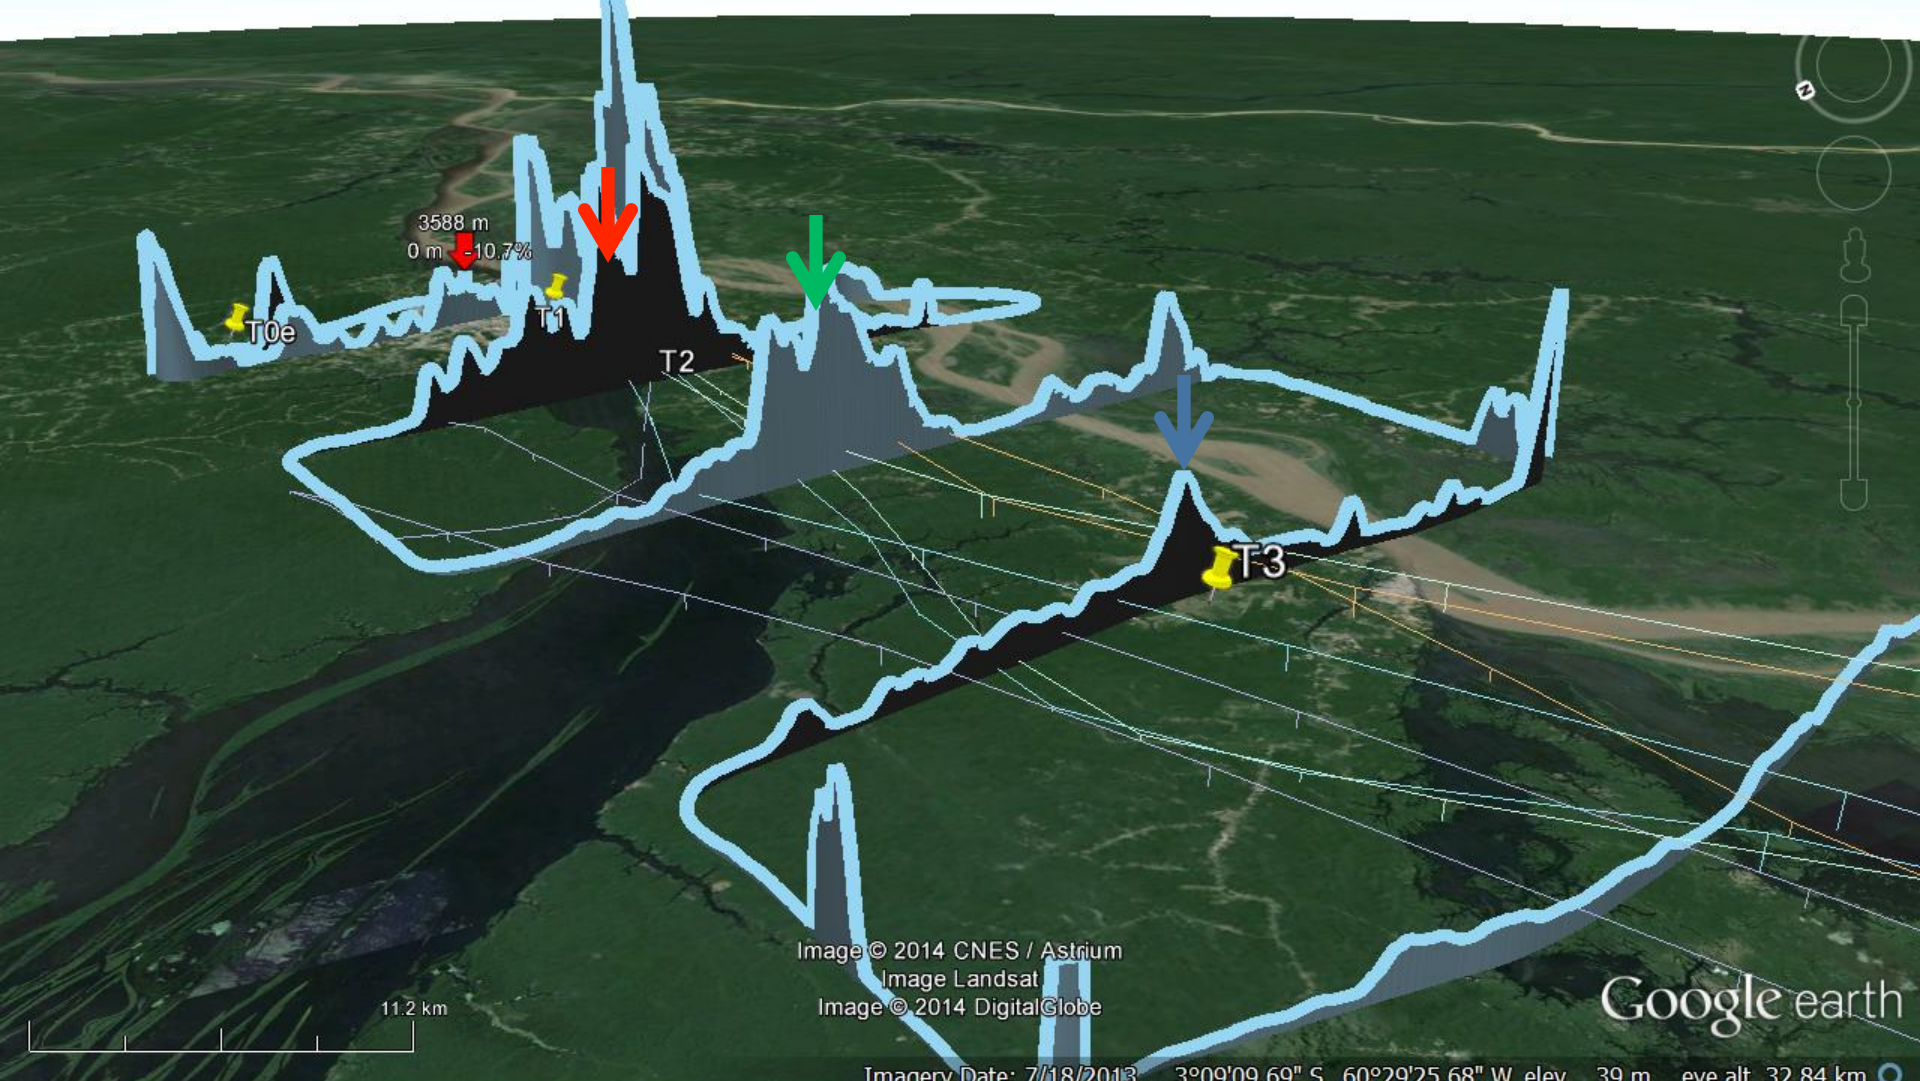 N
3588 m
0 m -10.7%
T0e
T1
T2
T3
Image © 2014 CNES / Astrium
Image Landsat
Image © 2014 DigitalGlobe
11.2 km
Google earth
Imagery Date: 7/18/2013 3°09'09.69" S 60°29'25.68" W elev 39 m eye alt 32.84 km